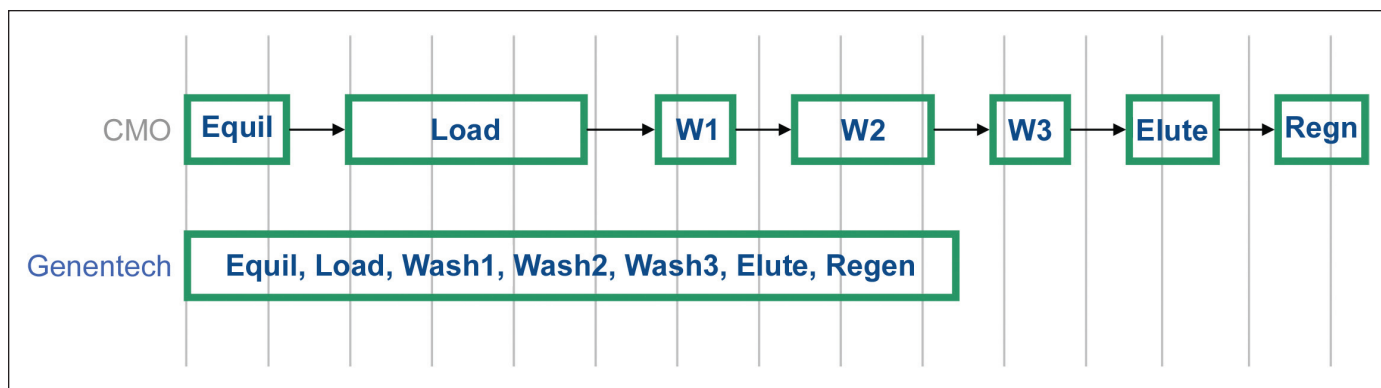 CMO Equil Load W1 W2 W3 Elute Regn
Genentech Equil, Load, Wash1, Wash2, Wash3, Elute, Regen